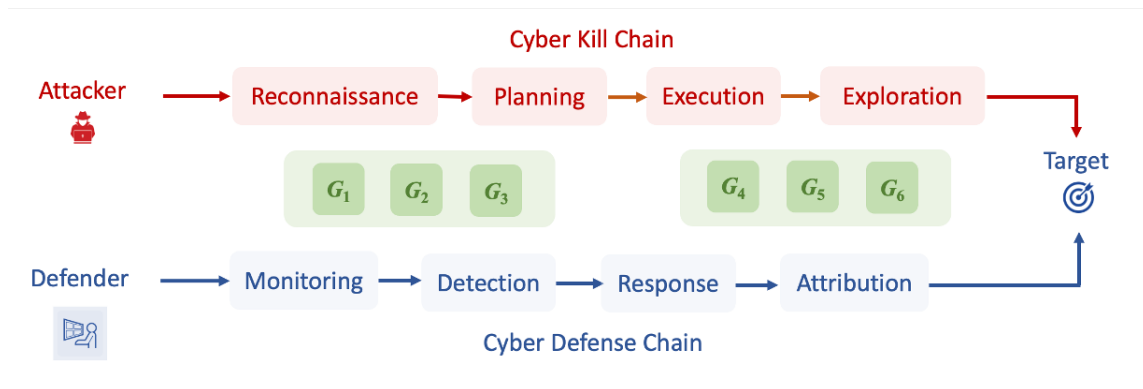 Cyber Kill Chain
Attacker
Reconnaissance
Planning
Execution
Exploration
Target
G1 G2 G3
G4 G5 G6
Defender
Monitoring
Detection
Response
Attribution
Cyber Defense Chain